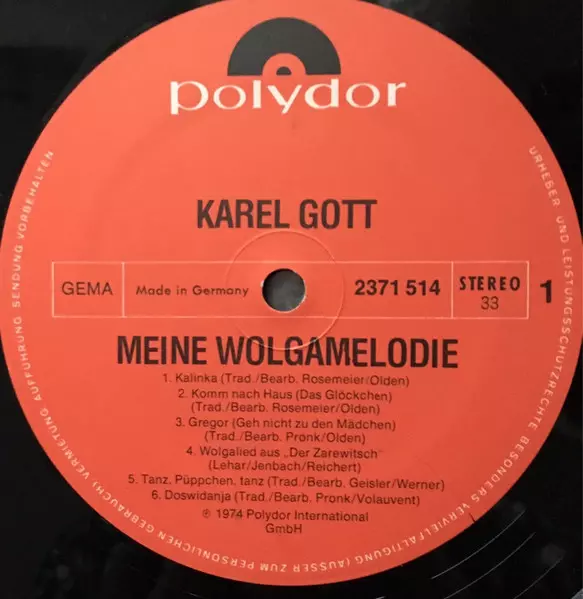 polydor
KAREL GOTT
GEMA
Made in Germany
2371 514
STEREO
33
1
MEINE WOLGAMELODIE
1. Kalinka (Trad./Bearb. Rosemeier/Olden)
2. Komm nach Haus (Das Glöckchen)
(Trad./Bearb. Rosemeier/Olden)
3. Gregor (Geh nicht zu den Mädchen)
(Trad./Bearb. Pronk/Olden)
4. Wolgalied aus „Der Zarewitsch"
(Lehar/Jenbach/Reichert)
5. Tanz, Püppchen, tanz (Trad./Bearb. Geisler/Werner)
6. Doswidanja (Trad./Bearb. Pronk/Volauvent)
℗ 1974 Polydor International
GmbH
URHEBER UND LEISTUNGSSCHUTZRECHTE BESONDERS VERVIELFÄLTIGUNG (AUSSER ZUM PERSÖNLICHEN GEBRAUCH) VERMIETUNG AUFFÜHRUNG SENDUNG VORBEHALTEN